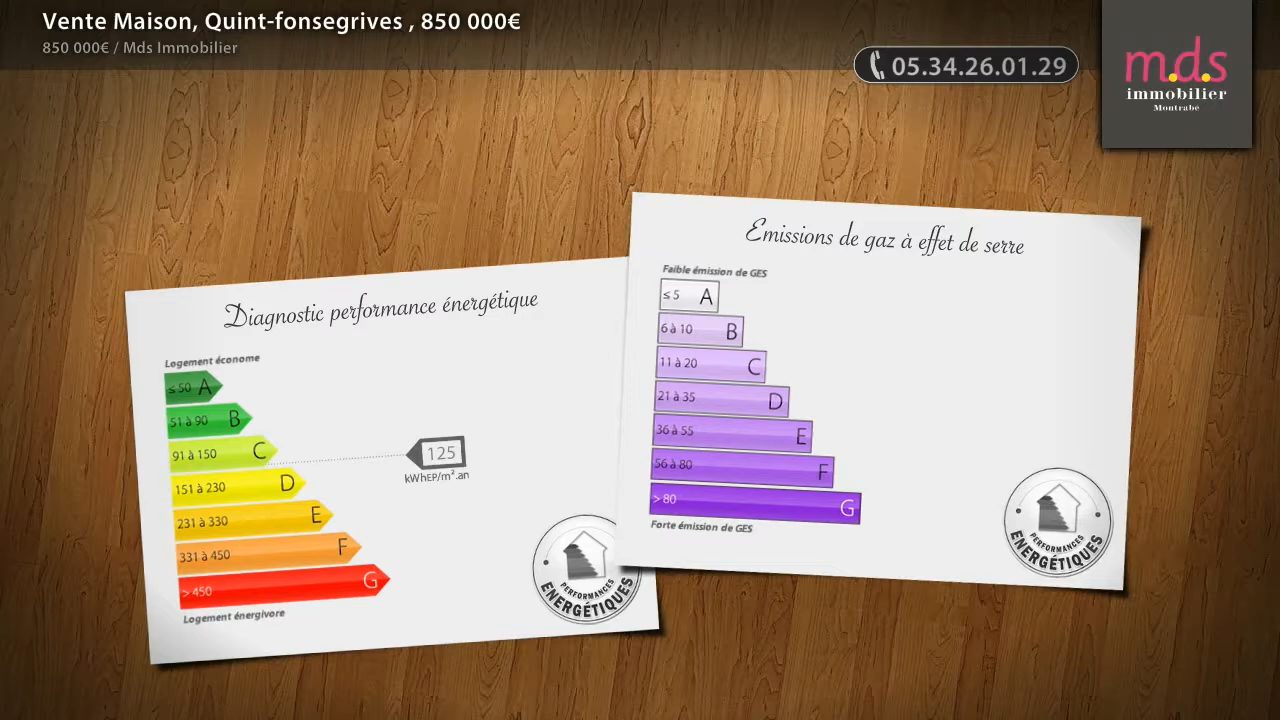 Vente Maison, Quint-fonsegrives , 850 000€
850 000€ / Mds Immobilier
05.34.26.01.29
m.d.s
immobilier
Montrabé
Diagnostic performance énergétique
Logement économe
≤ 50 A
51 à 90 B
91 à 150 C
125
kWhEP/m².an
151 à 230 D
231 à 330 E
331 à 450 F
> 450 G
Logement énergivore
PERFORMANCES
ENERGÉTIQUES
Emissions de gaz à effet de serre
Faible émission de GES
≤ 5 A
6 à 10 B
11 à 20 C
21 à 35 D
36 à 55 E
56 à 80 F
> 80 G
Forte émission de GES
PERFORMANCES
ENERGÉTIQUES